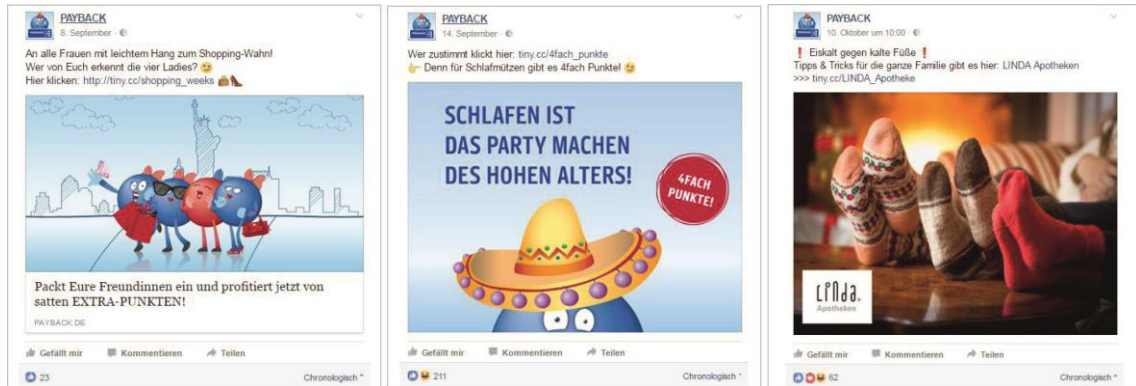 PAYBACK
8. September ·
An alle Frauen mit leichtem Hang zum Shopping-Wahn!
Wer von Euch erkennt die vier Ladies? 😉
Hier klicken: http://tiny.cc/shopping_weeks 👜👠
Packt Eure Freundinnen ein und profitiert jetzt von
satten EXTRA-PUNKTEN!
PAYBACK.DE
Gefällt mir Kommentieren Teilen
23 Chronologisch
PAYBACK
14. September ·
Wer zustimmt klickt hier: tiny.cc/4fach_punkte
👉 Denn für Schlafmützen gibt es 4fach Punkte! 😉
SCHLAFEN IST
DAS PARTY MACHEN
DES HOHEN ALTERS!
4FACH
PUNKTE!
Gefällt mir Kommentieren Teilen
211 Chronologisch
PAYBACK
10. Oktober um 10:00 ·
❗ Eiskalt gegen kalte Füße ❗
Tipps & Tricks für die ganze Familie gibt es hier: LINDA Apotheken
>>> tiny.cc/LINDA_Apotheke
Linda.
Apotheken
Gefällt mir Kommentieren Teilen
62 Chronologisch